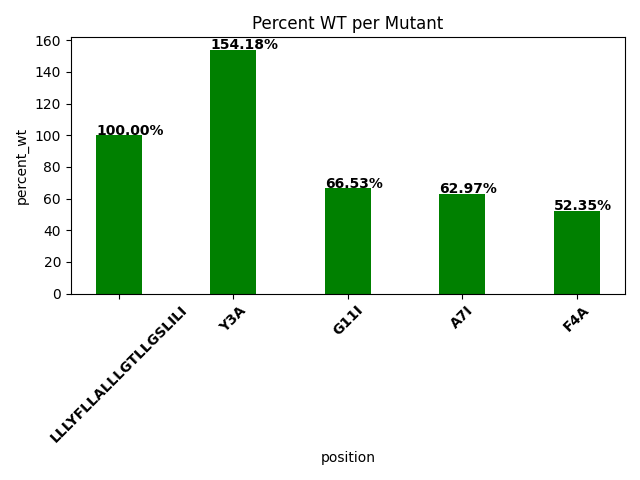 Percent WT per Mutant
percent_wt
160
140
120
100
80
60
40
20
0
100.00%
154.18%
66.53%
62.97%
52.35%
LLLYFLLALLLGTLLGSLILI
Y3A
G11I
A7I
F4A
position